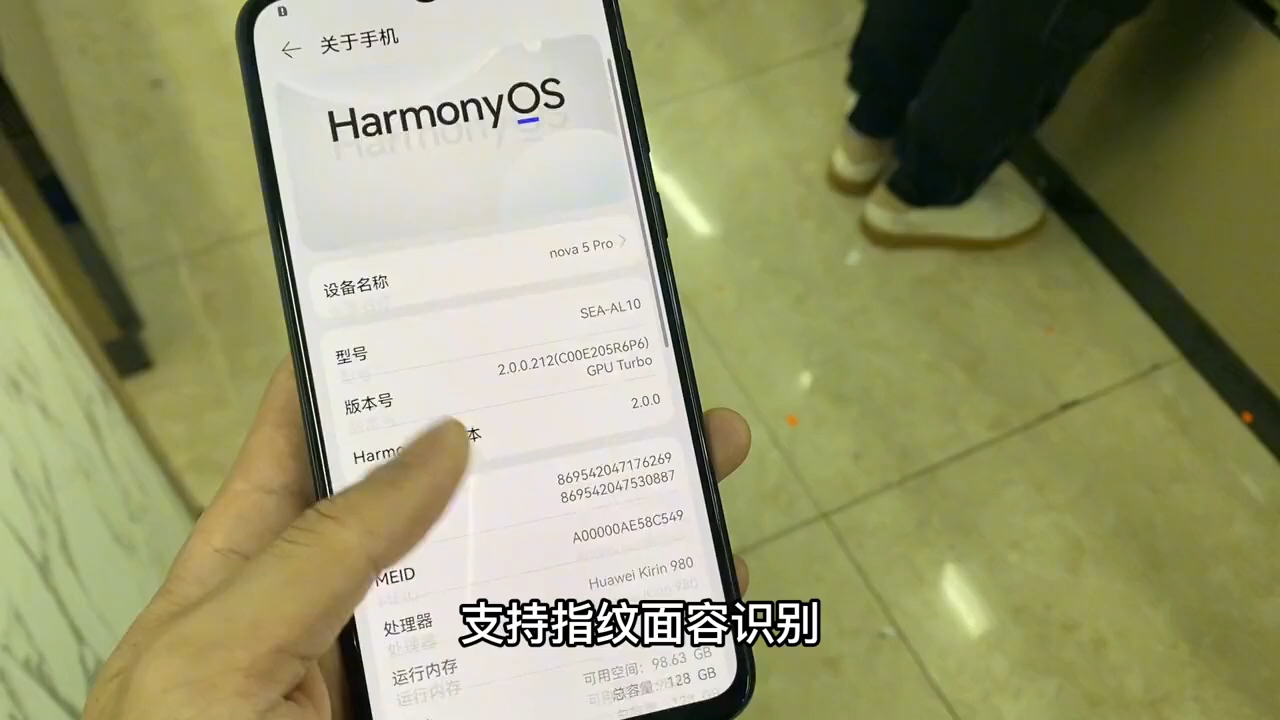 关于手机
HarmonyOS
设备名称 nova 5 Pro
型号 SEA-AL10
版本号 2.0.0.212(C00E205R6P6)
GPU Turbo
Harmo 本 2.0.0
869542047176269
869542047530887
MEID A00000AE58C549
处理器 Huawei Kirin 980
运行内存
可用空间: 98.63 GB
总容量: 128 GB
支持指纹面容识别